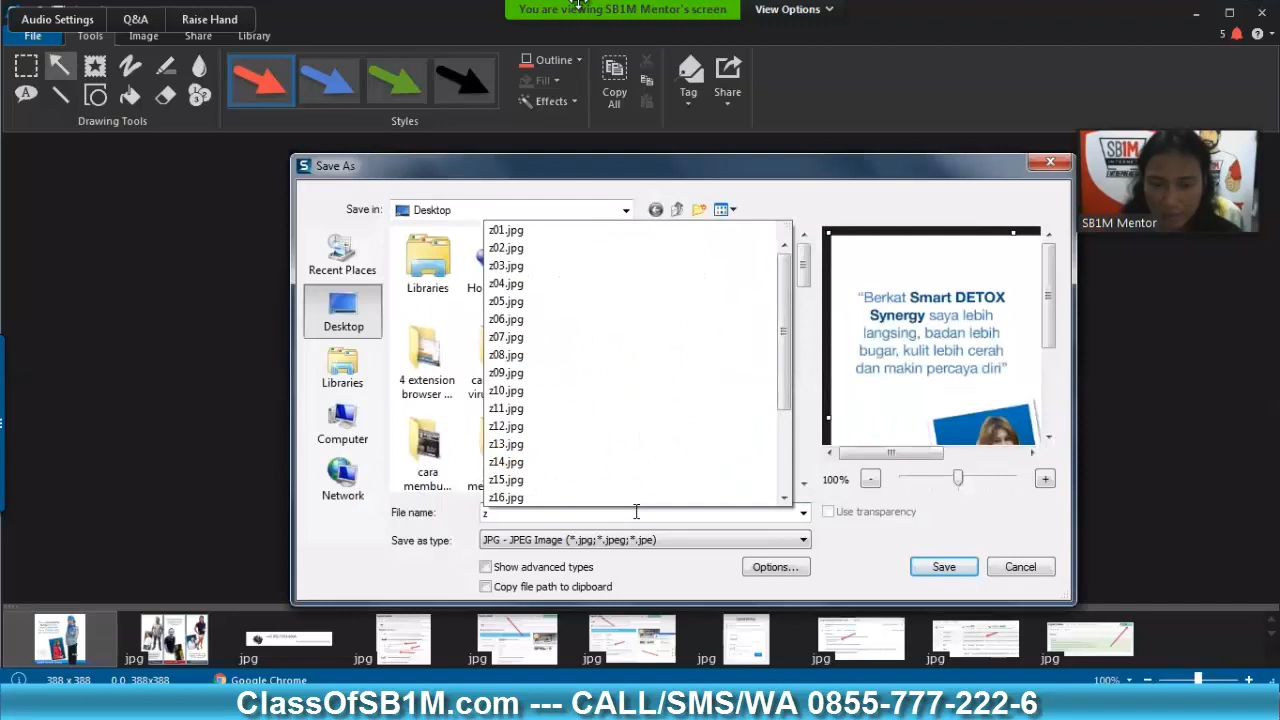 Audio Settings
Q&A
Raise Hand
You are viewing SB1M Mentor's screen
View Options
File
Tools
Image
Share
Library
5
Outline
Fill
Effects
Copy
All
Tag
Share
Drawing Tools
Styles
SB1M
INTERNET
SB1M
SB1M Mentor
Save As
Save in:
Desktop
Recent Places
Desktop
Libraries
Computer
Network
Libraries
4 extension
browser ...
cara
membu...
z01.jpg
z02.jpg
z03.jpg
z04.jpg
z05.jpg
z06.jpg
z07.jpg
z08.jpg
z09.jpg
z10.jpg
z11.jpg
z12.jpg
z13.jpg
z14.jpg
z15.jpg
z16.jpg
“Berkat Smart DETOX
Synergy saya lebih
langsing, badan lebih
bugar, kulit lebih cerah
dan makin percaya diri”
100%
-
+
File name:
z
Use transparency
Save as type:
JPG - JPEG Image (*.jpg;*.jpeg;*.jpe)
Show advanced types
Copy file path to clipboard
Options...
Save
Cancel
jpg
jpg
jpg
jpg
jpg
jpg
jpg
jpg
jpg
388 x 388
0,0 388x388
Google Chrome
100%
ClassOfSB1M.com --- CALL/SMS/WA 0855-777-222-6